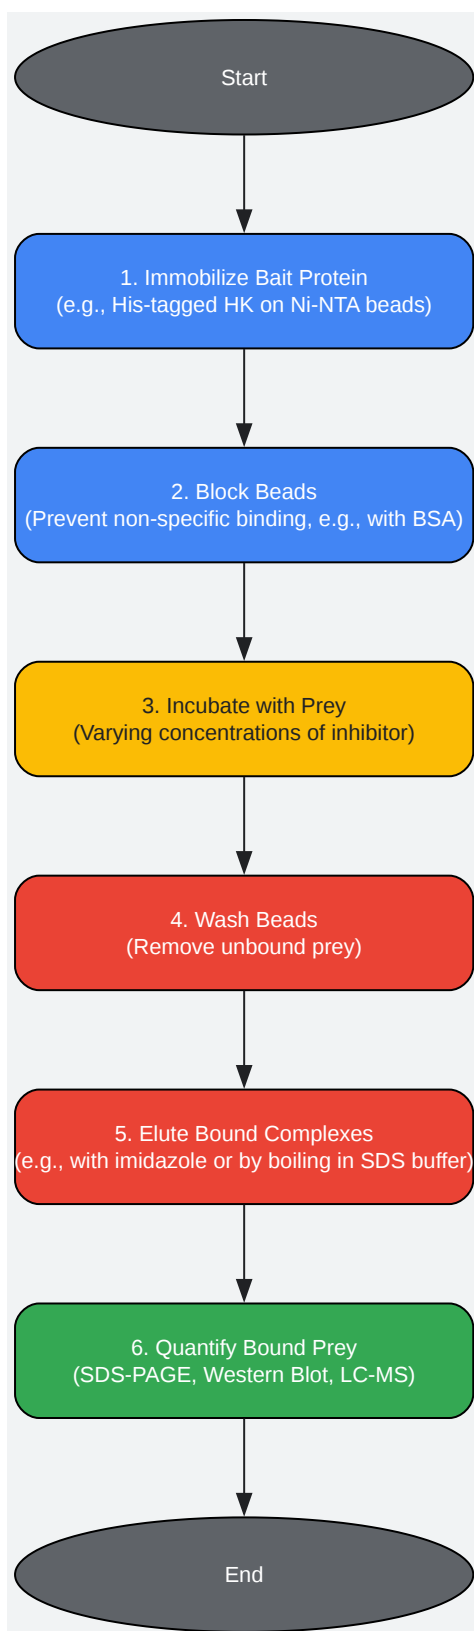 Start
1. Immobilize Bait Protein
(e.g., His-tagged HK on Ni-NTA beads)
2. Block Beads
(Prevent non-specific binding, e.g., with BSA)
3. Incubate with Prey
(Varying concentrations of inhibitor)
4. Wash Beads
(Remove unbound prey)
5. Elute Bound Complexes
(e.g., with imidazole or by boiling in SDS buffer)
6. Quantify Bound Prey
(SDS-PAGE, Western Blot, LC-MS)
End